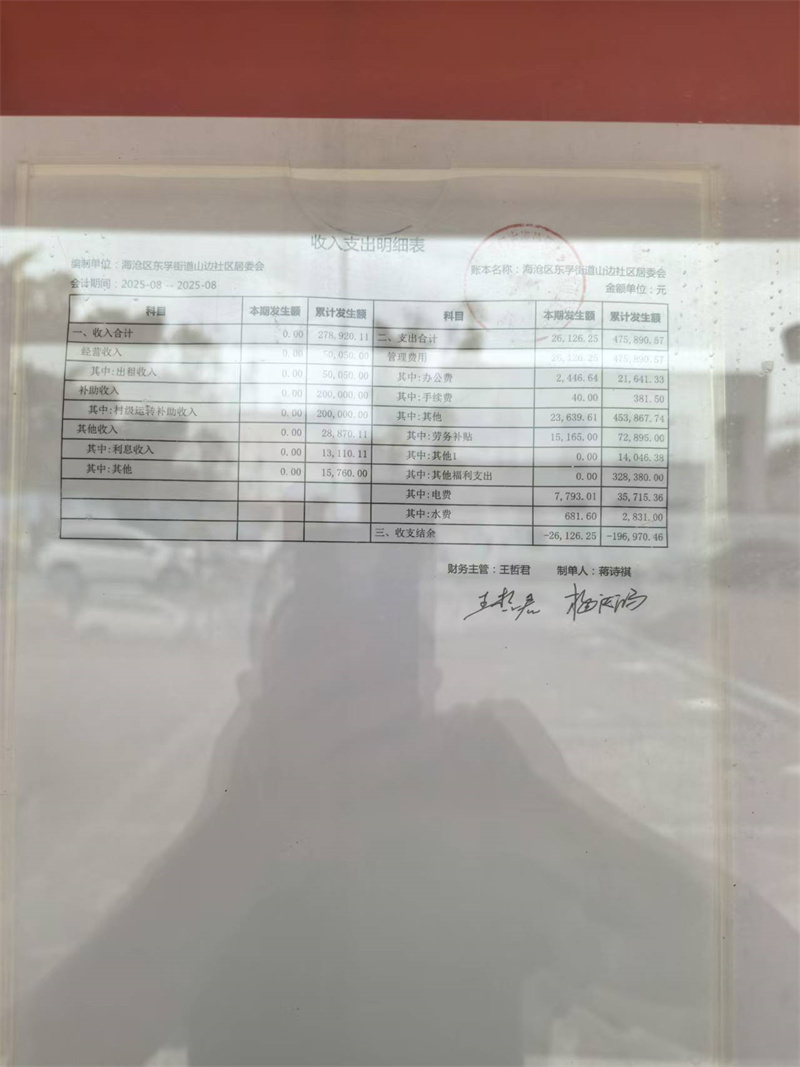 收入支出明细表
编制单位：海沧区东孚街道山边社区居委会 账本名称：海沧区东孚街道山边社区居委会
会计期间：2025-08 -- 2025-08 金额单位：元
科目 本期发生额 累计发生额 科目 本期发生额 累计发生额
一、收入合计 0.00 278,920.11 二、支出合计 26,126.25 475,890.57
经营收入 0.00 50,050.00 管理费用 26,126.25 475,890.57
其中:出租收入 0.00 50,050.00 其中:办公费 2,446.64 21,641.33
补助收入 0.00 200,000.00 其中:手续费 40.00 381.50
其中:村级运转补助收入 0.00 200,000.00 其中:其他 23,639.61 453,867.74
其他收入 0.00 28,870.11 其中:劳务补贴 15,165.00 72,895.00
其中:利息收入 0.00 13,110.11 其中:其他1 0.00 14,046.38
其中:其他 0.00 15,760.00 其中:其他福利支出 0.00 328,380.00
其中:电费 7,793.01 35,715.36
其中:水费 681.60 2,831.00
三、收支结余 -26,126.25 -196,970.46
财务主管：王哲君 制单人：蒋诗祺
王哲君